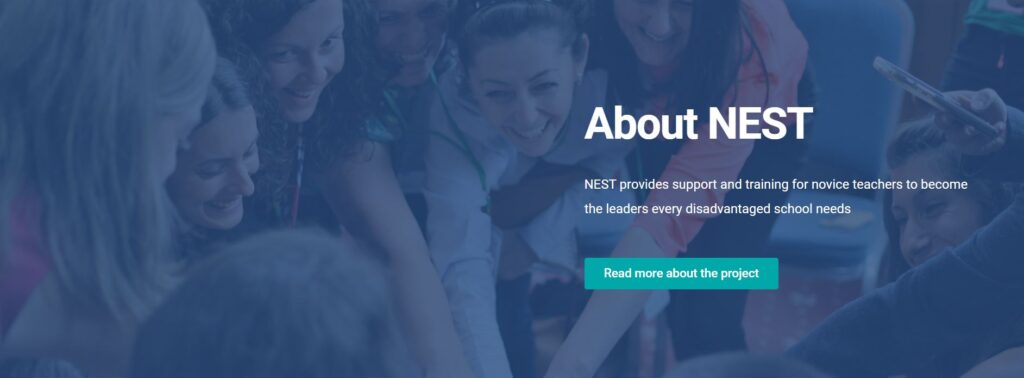 About NEST
NEST provides support and training for novice teachers to become
the leaders every disadvantaged school needs
Read more about the project